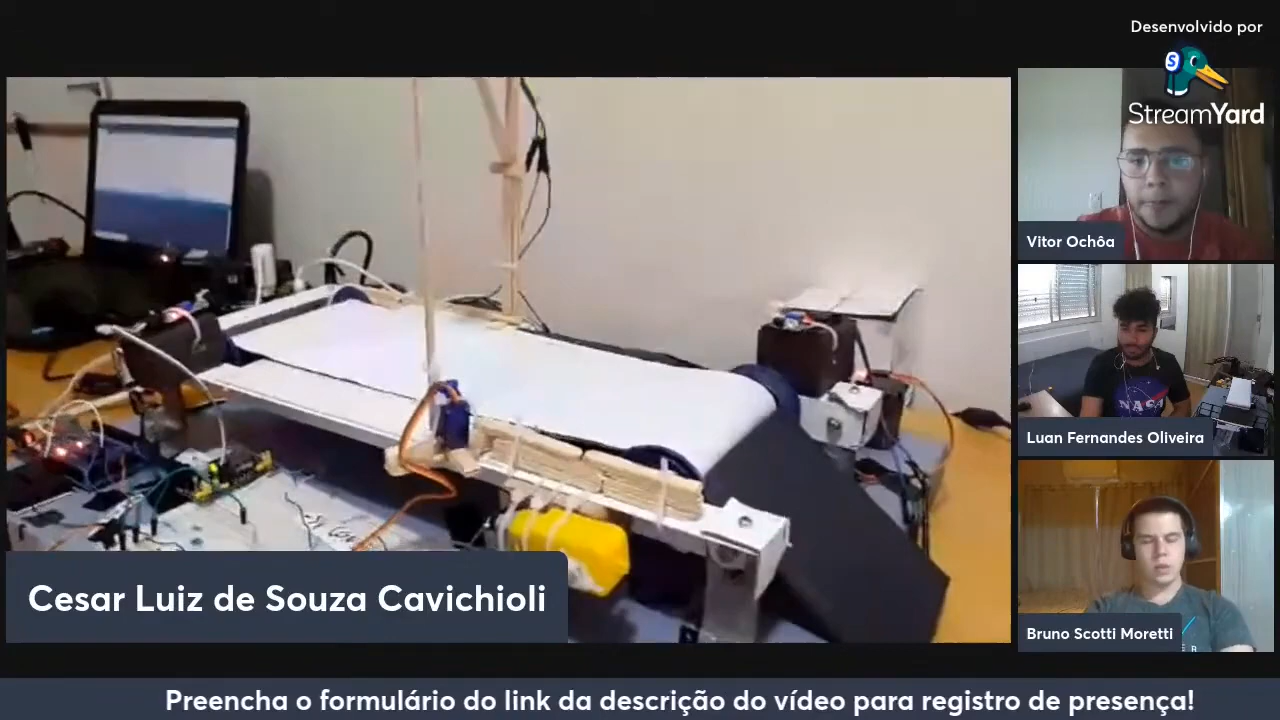 Desenvolvido por
StreamYard
Vitor Ochôa
NASA
Luan Fernandes Oliveira
Cesar Luiz de Souza Cavichioli
Bruno Scotti Moretti
Preencha o formulário do link da descrição do vídeo para registro de presença!